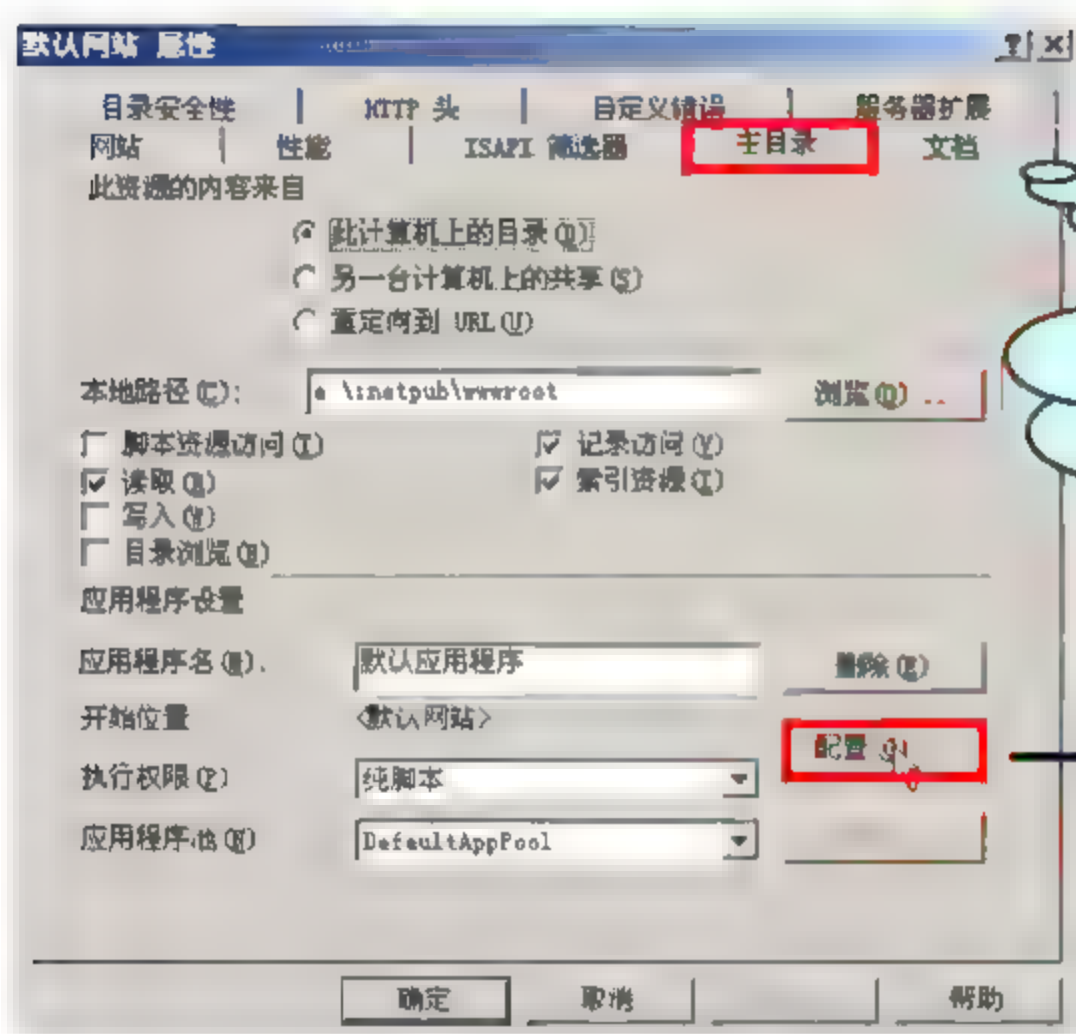 默认网站 属性
目录安全性 HTTP 头 自定义错误 服务器扩展
网站 性能 ISAPI 筛选器 主目录 文档
此资源的内容来自
此计算机上的目录(D)
另一台计算机上的共享(S)
重定向到 URL(U)
本地路径(C): \inetpub\wwwroot 浏览(O)..
脚本资源访问(T) 记录访问(V)
读取(R) 索引资源(I)
写入(W)
目录浏览(B)
应用程序设置
应用程序名(M). 默认应用程序 删除(E)
开始位置 <默认网站>
配置
执行权限(P) 纯脚本
应用程序池(N) DefaultAppPool
确定 取消 帮助